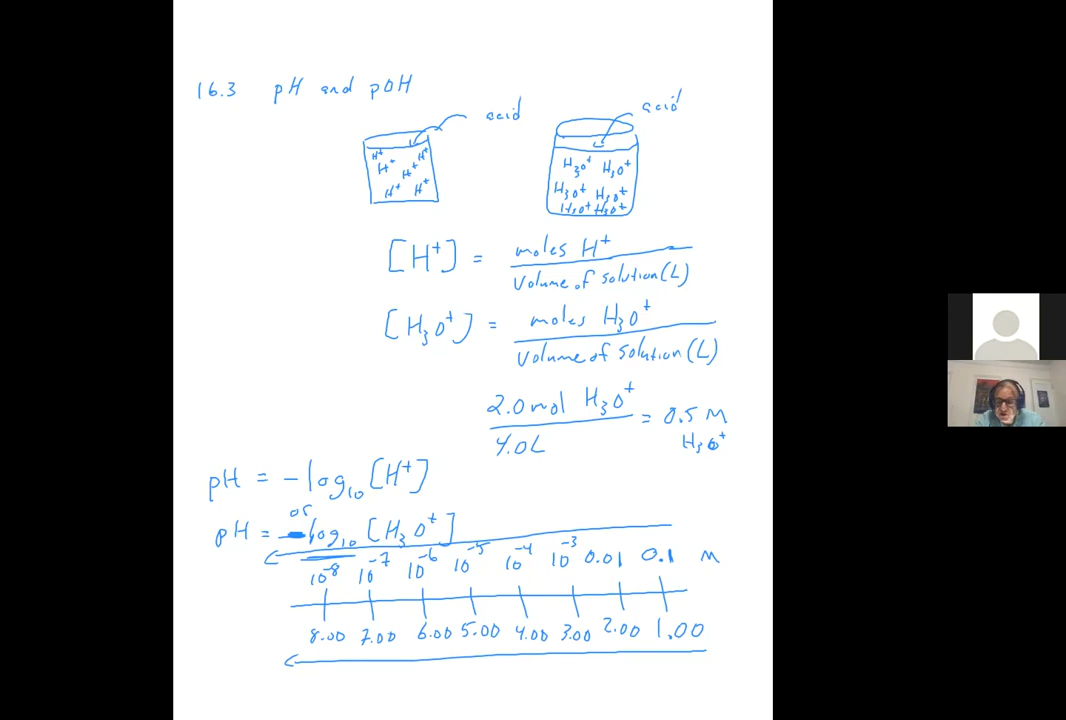 16.3 pH and pOH
acid
acid
H+ H+ H+ H+ H+ H+
H3O+ H3O+
H3O+ H3O+
H3O+ H3O+
[H+] = moles H+
Volume of solution (L)
[H3O+] = moles H3O+
Volume of solution (L)
2.0 mol H3O+
4.0L
= 0.5 M
H3O+
pH = -log10 [H+]
or
pH = -log10 [H3O+]
10-8 10-7 10-6 10-5 10-4 10-3 0.01 0.1 M
8.00 7.00 6.00 5.00 4.00 3.00 2.00 1.00